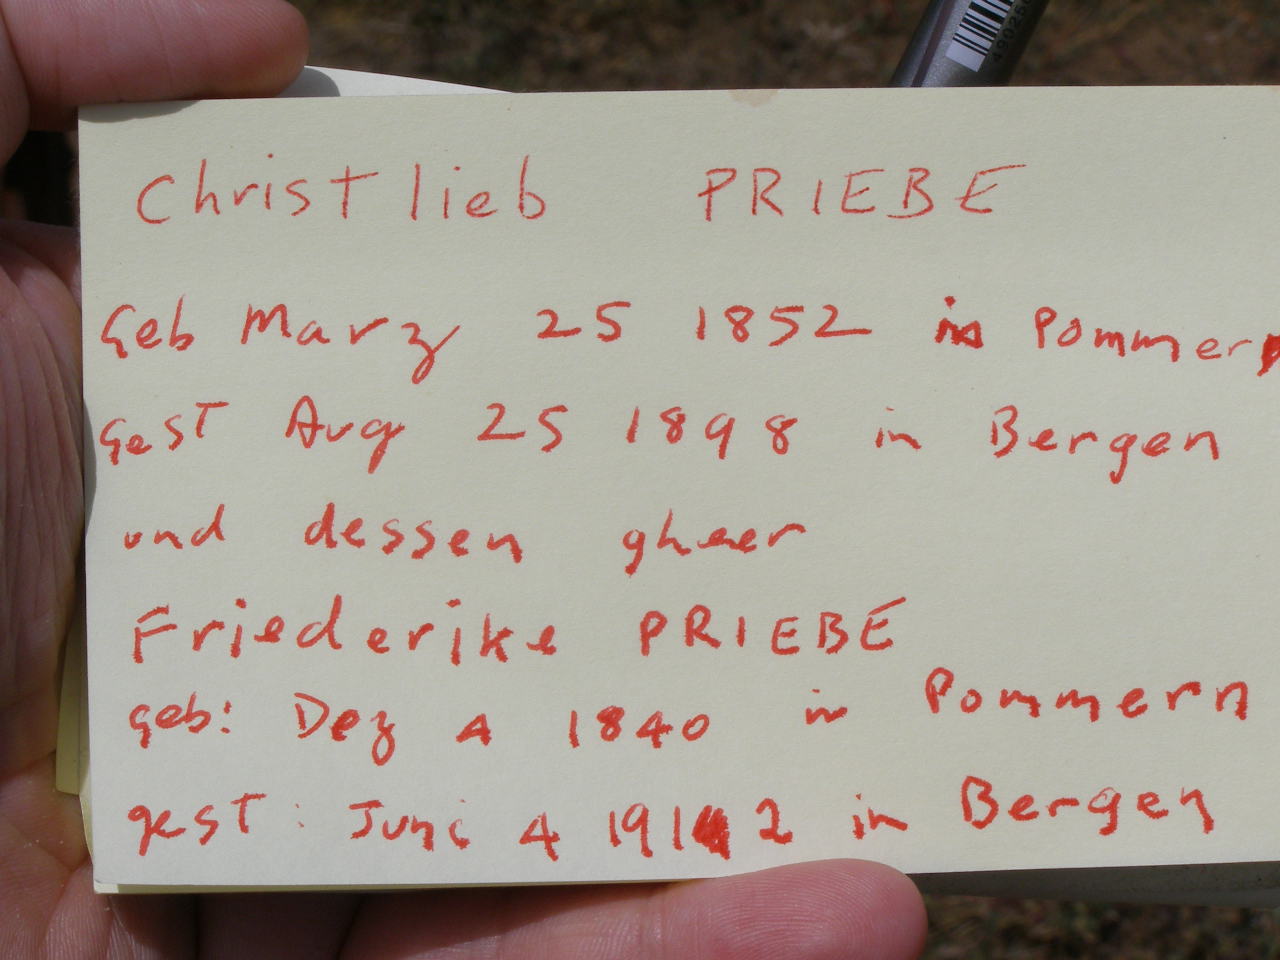 Christlieb PRIEBE
Geb Marz 25 1852 in Pommern
Gest Aug 25 1898 in Bergen
und dessen gheer
Friederike PRIEBE
geb: Dez 4 1840 in Pommern
gest: Juni 4 1912 in Bergen